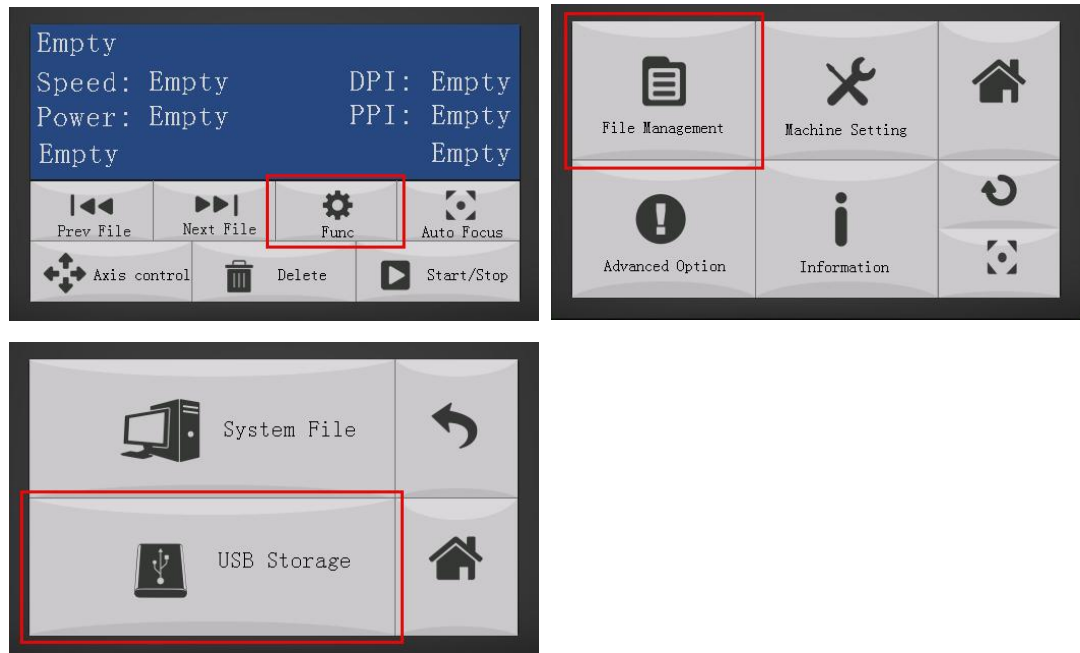 Empty
Speed: Empty DPI: Empty
Power: Empty PPI: Empty
Empty Empty
Prev File Next File Func Auto Focus
Axis control Delete Start/Stop
File Management Machine Setting
Advanced Option Information
System File
USB Storage